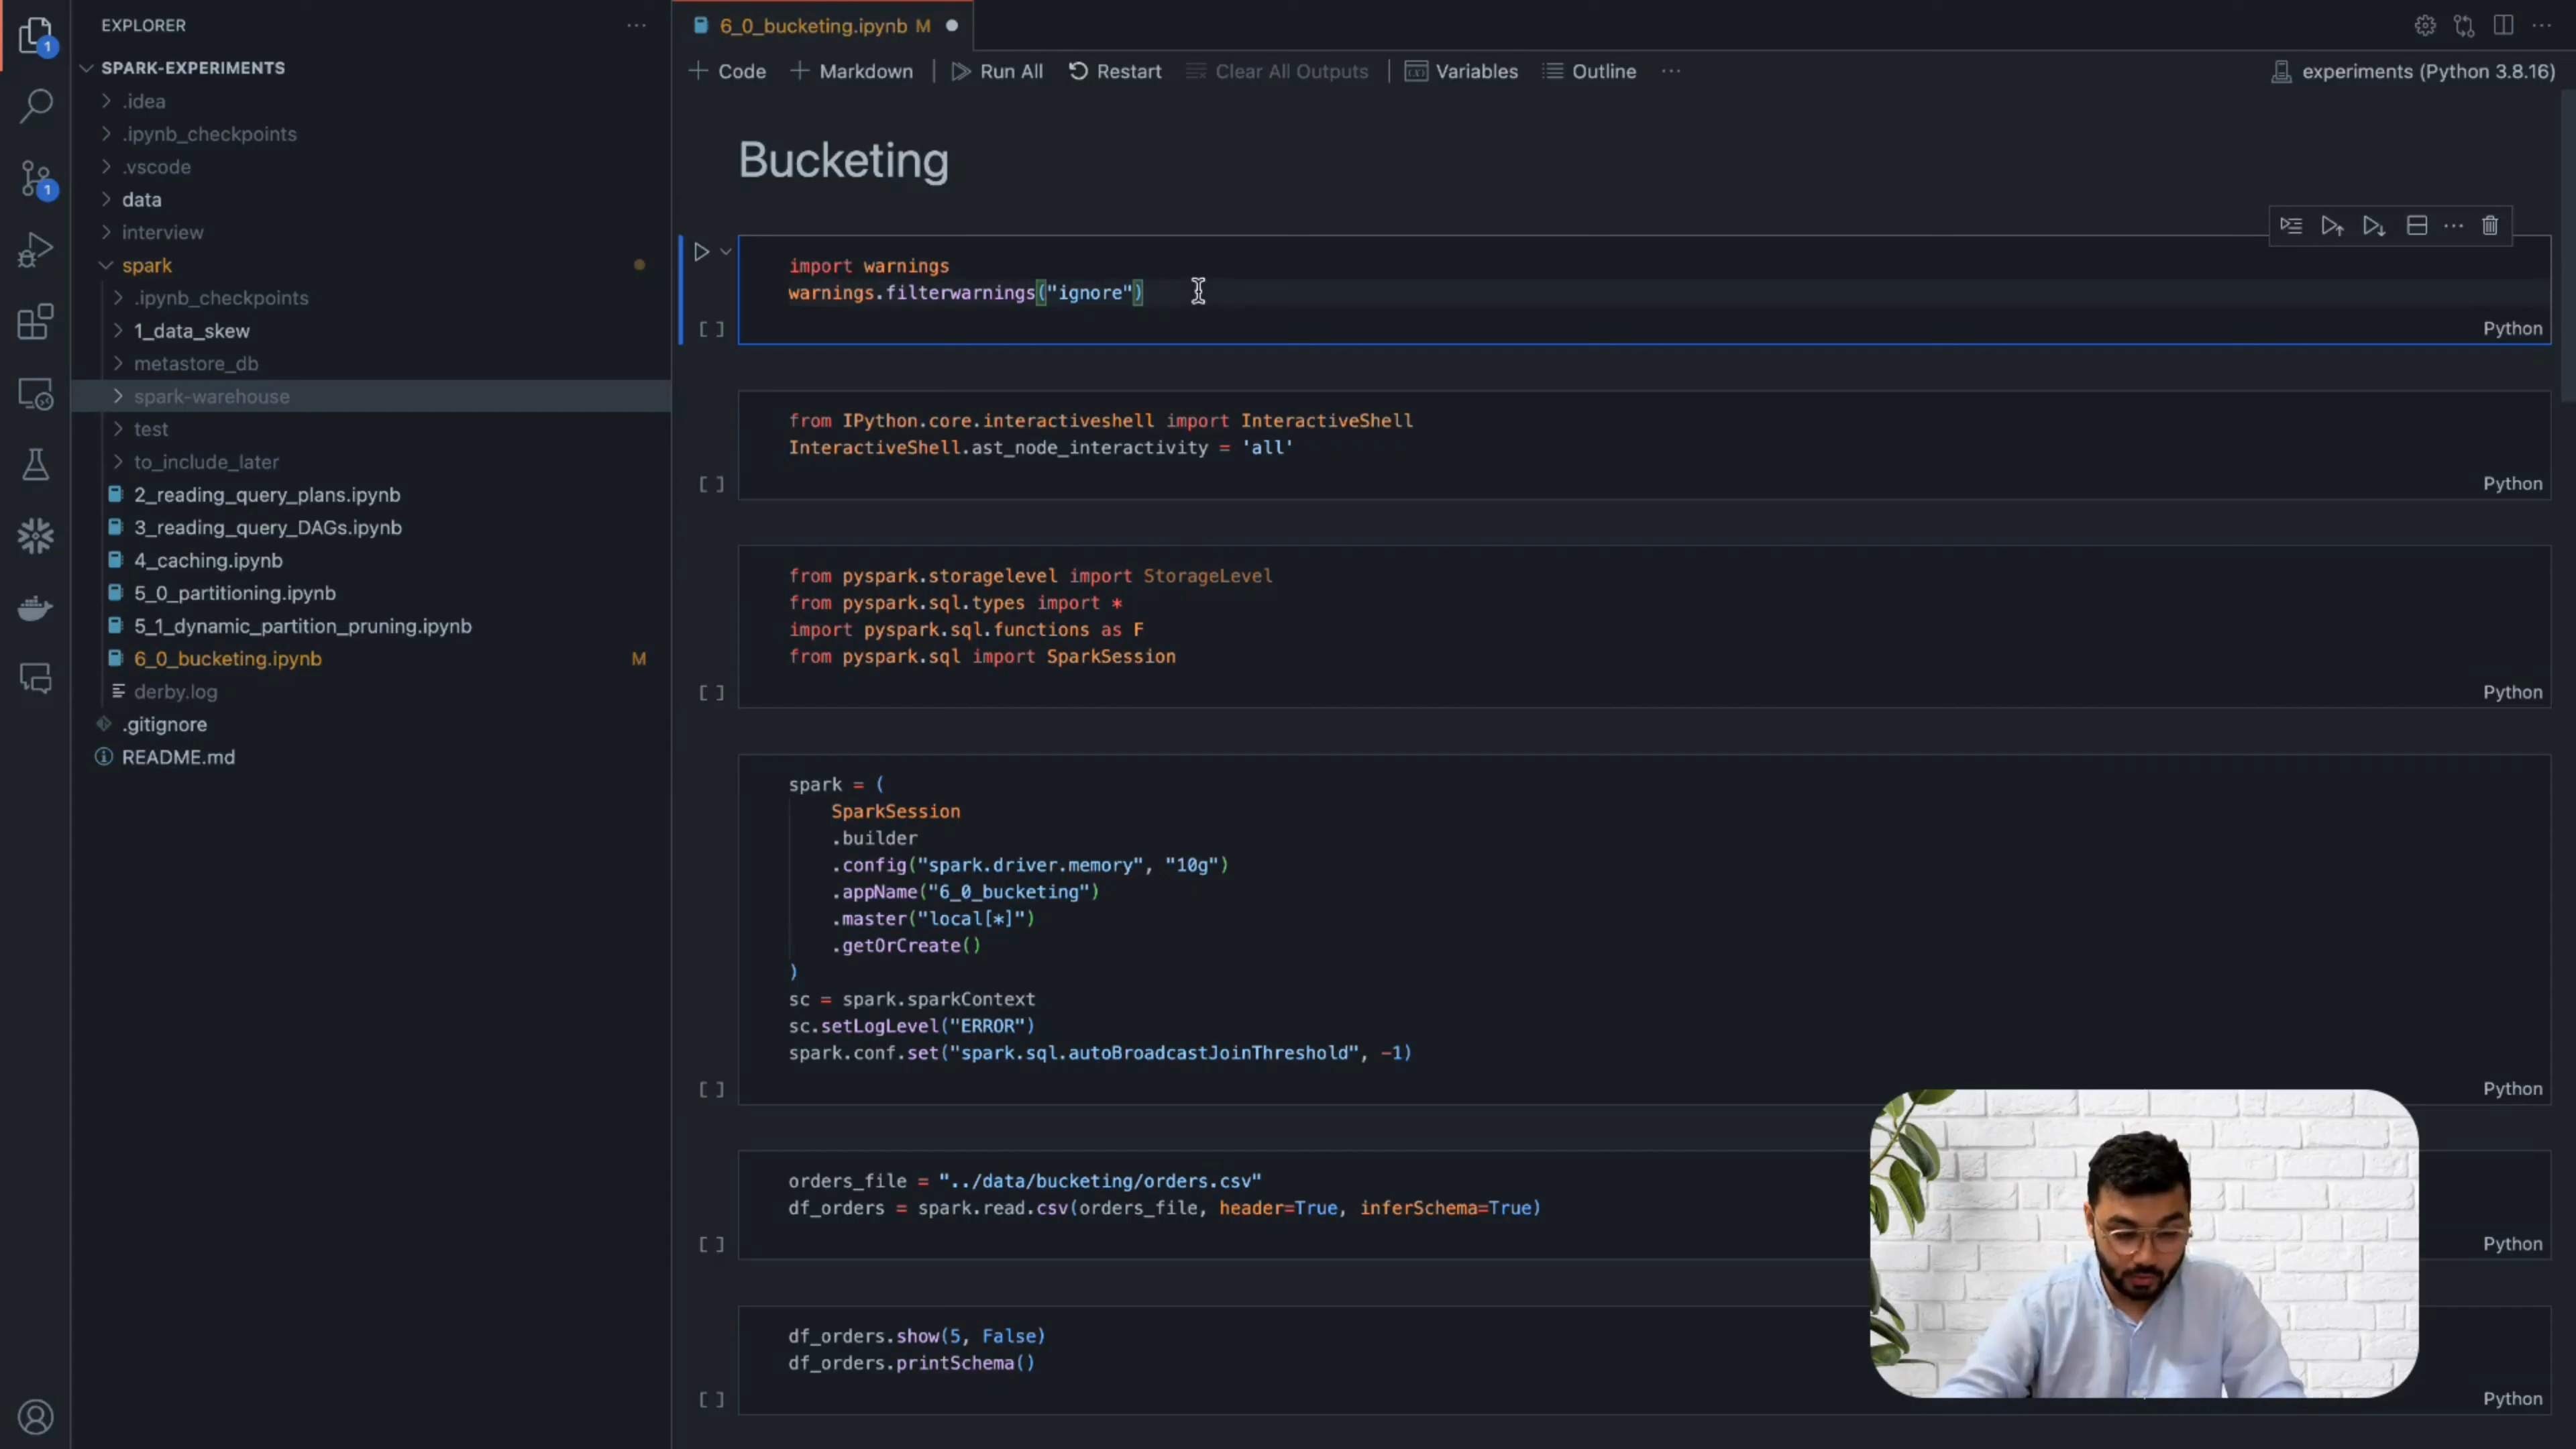 EXPLORER
SPARK-EXPERIMENTS
.idea
.ipynb_checkpoints
.vscode
data
interview
spark
.ipynb_checkpoints
1_data_skew
metastore_db
spark-warehouse
test
to_include_later
2_reading_query_plans.ipynb
3_reading_query_DAGs.ipynb
4_caching.ipynb
5_0_partitioning.ipynb
5_1_dynamic_partition_pruning.ipynb
6_0_bucketing.ipynb M
derby.log
.gitignore
README.md
1
1
6_0_bucketing.ipynb M
Code Markdown Run All Restart Clear All Outputs Variables Outline ... experiments (Python 3.8.16)
Bucketing
import warnings
warnings.filterwarnings("ignore")
[ ] Python
from IPython.core.interactiveshell import InteractiveShell
InteractiveShell.ast_node_interactivity = 'all'
[ ] Python
from pyspark.storagelevel import StorageLevel
from pyspark.sql.types import *
import pyspark.sql.functions as F
from pyspark.sql import SparkSession
[ ] Python
spark = (
SparkSession
.builder
.config("spark.driver.memory", "10g")
.appName("6_0_bucketing")
.master("local[*]")
.getOrCreate()
)
sc = spark.sparkContext
sc.setLogLevel("ERROR")
spark.conf.set("spark.sql.autoBroadcastJoinThreshold", -1)
[ ] Python
orders_file = "../data/bucketing/orders.csv"
df_orders = spark.read.csv(orders_file, header=True, inferSchema=True)
[ ] Python
df_orders.show(5, False)
df_orders.printSchema()
[ ] Python